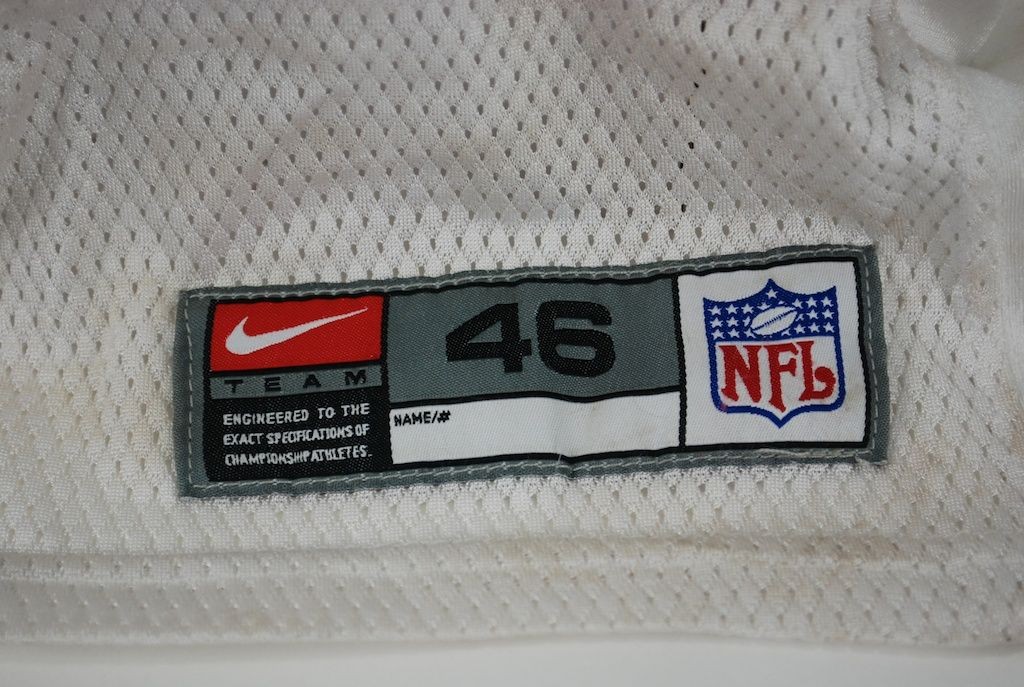 TEAM
ENGINEERED TO THE
EXACT SPECIFICATIONS OF
CHAMPIONSHIP ATHLETES.
46
NAME/#
NFL